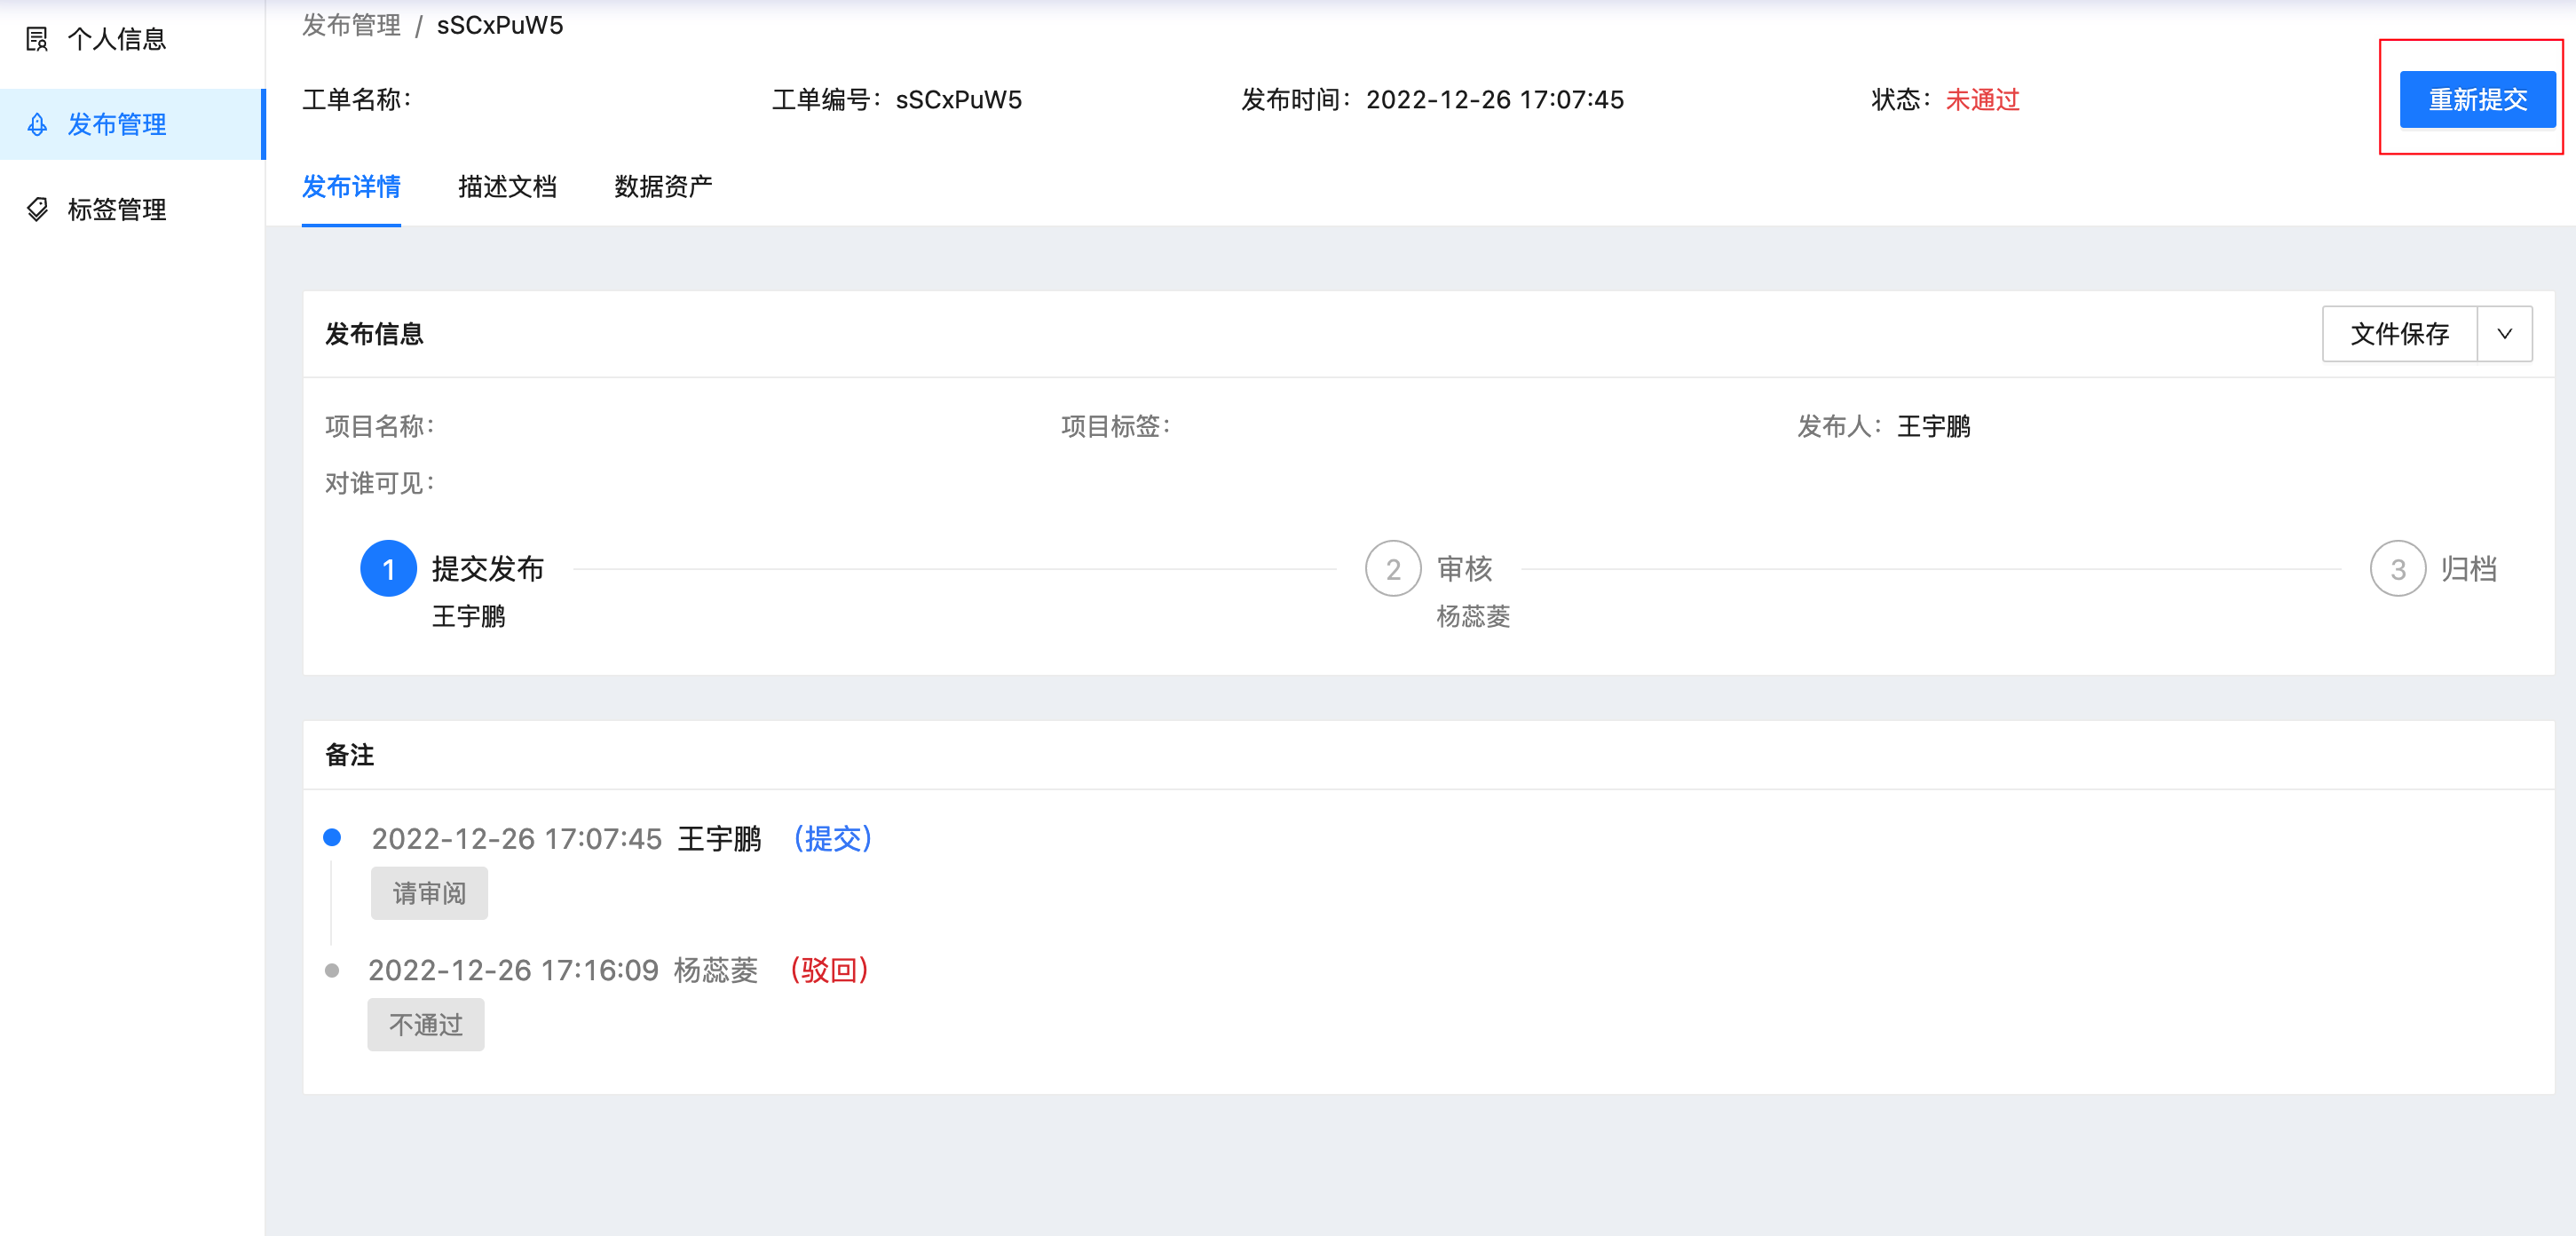 个人信息
发布管理
标签管理
发布管理 / sSCxPuW5
工单名称： 工单编号：sSCxPuW5 发布时间：2022-12-26 17:07:45 状态：未通过 重新提交
发布详情 描述文档 数据资产
发布信息 文件保存
项目名称： 项目标签： 发布人：王宇鹏
对谁可见：
1 提交发布 2 审核 3 归档
王宇鹏 杨蕊菱
备注
2022-12-26 17:07:45 王宇鹏 （提交）
请审阅
2022-12-26 17:16:09 杨蕊菱 （驳回）
不通过